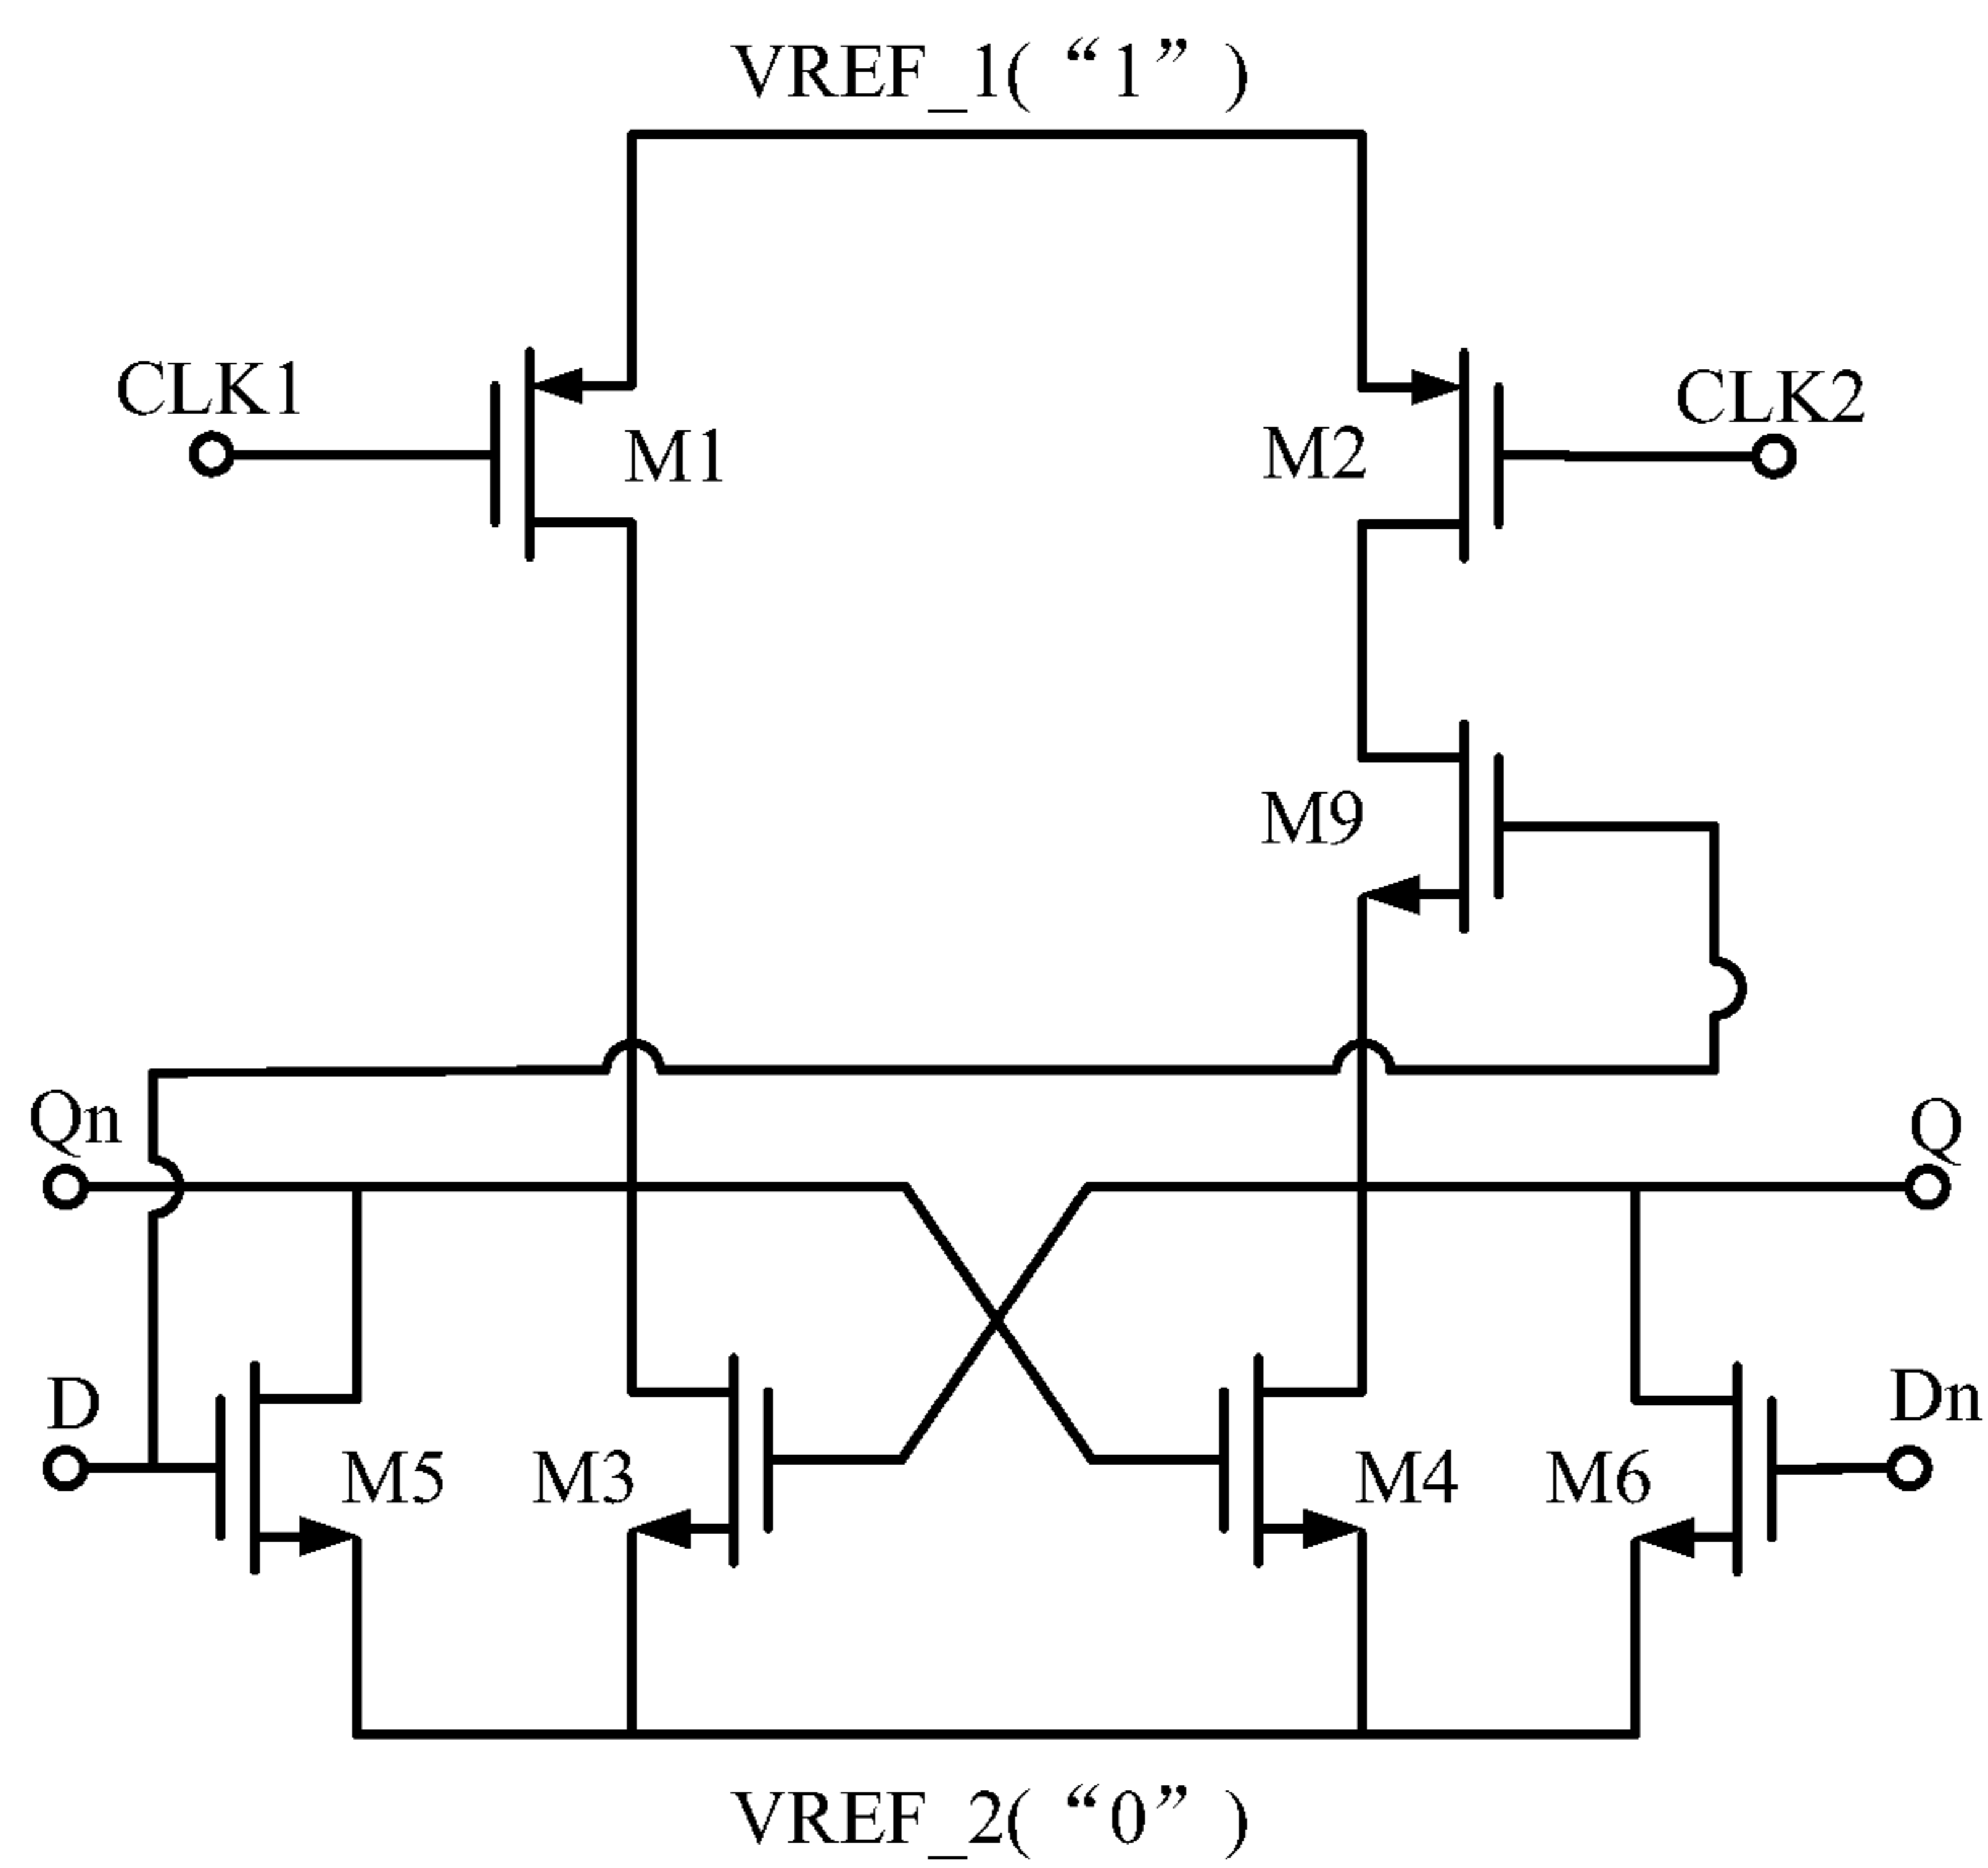 VREF_1( “1” )
CLK1
CLK2
M1
M2
M9
Qn
Q
D
Dn
M5
M3
M4
M6
VREF_2( “0” )